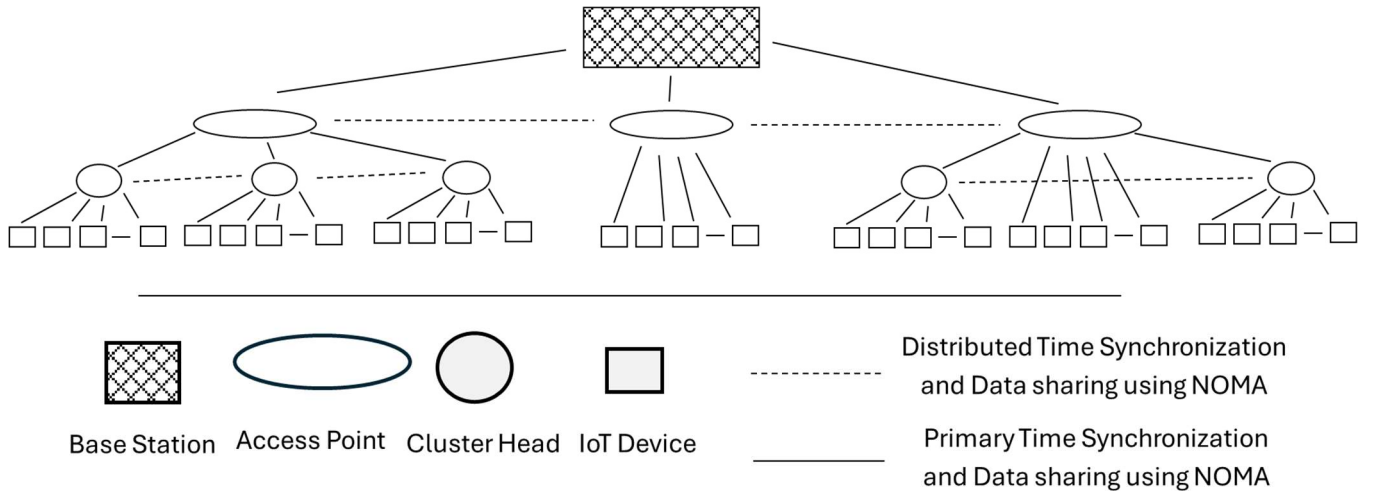 Base Station
Access Point
Cluster Head
IoT Device
Distributed Time Synchronization
and Data sharing using NOMA
Primary Time Synchronization
and Data sharing using NOMA